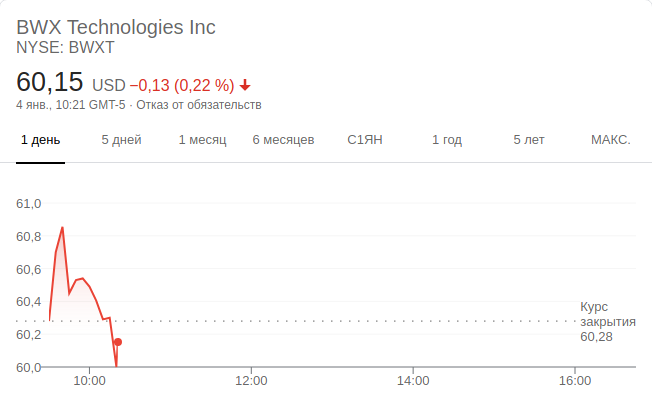 BWX Technologies Inc
NYSE: BWXT
60,15 USD −0,13 (0,22 %)
4 янв., 10:21 GMT-5 · Отказ от обязательств
1 день 5 дней 1 месяц 6 месяцев С1ЯН 1 год 5 лет МАКС.
61,0
60,8
60,6
60,4
60,2
60,0
Курс
закрытия
60,28
10:00 12:00 14:00 16:00